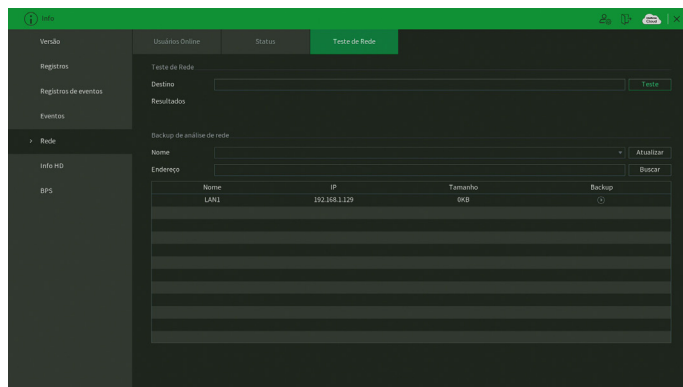 Info
Versão
Registros
Registros de eventos
Eventos
Rede
Info HD
BPS
Usuários Online Status Teste de Rede
Teste de Rede
Destino Teste
Resultados
Backup de análise de rede
Nome Atualizar
Endereço Buscar
Nome IP Tamanho Backup
LAN1 192.168.1.129 0KB